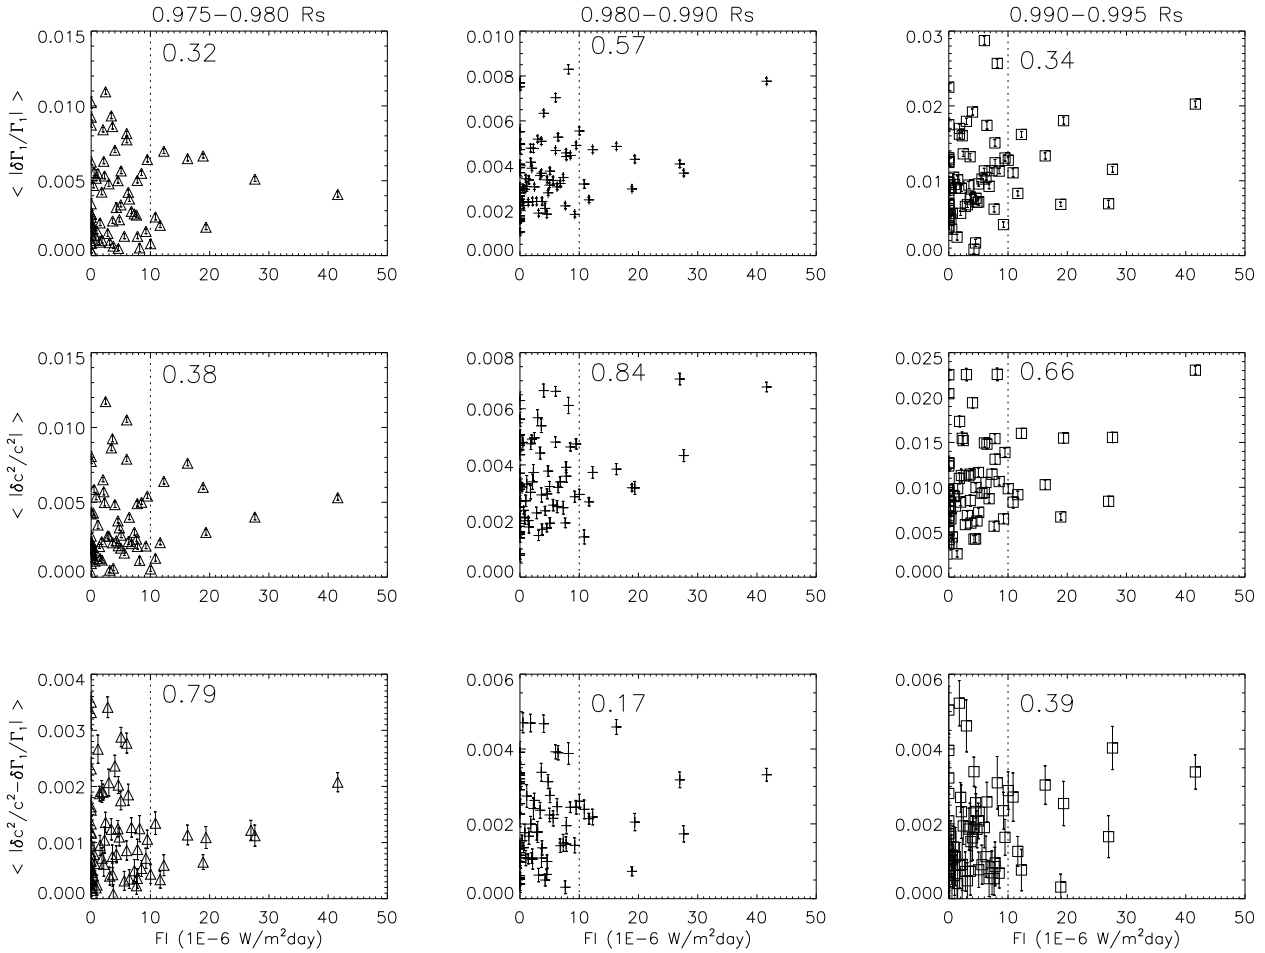 0.975−0.980 Rs
0.980−0.990 Rs
0.990−0.995 Rs
< |δΓ₁/Γ₁| >
0.015
0.010
0.005
0.000
0.32
0 10 20 30 40 50
0.010
0.008
0.006
0.004
0.002
0.000
0.57
0 10 20 30 40 50
0.03
0.02
0.01
0.00
0.34
0 10 20 30 40 50
< |δc²/c²| >
0.015
0.010
0.005
0.000
0.38
0 10 20 30 40 50
0.008
0.006
0.004
0.002
0.000
0.84
0 10 20 30 40 50
0.025
0.020
0.015
0.010
0.005
0.000
0.66
0 10 20 30 40 50
< |δc²/c²−δΓ₁/Γ₁| >
0.004
0.003
0.002
0.001
0.000
0.79
0 10 20 30 40 50
FI (1E−6 W/m²day)
0.006
0.004
0.002
0.000
0.17
0 10 20 30 40 50
FI (1E−6 W/m²day)
0.006
0.004
0.002
0.000
0.39
0 10 20 30 40 50
FI (1E−6 W/m²day)